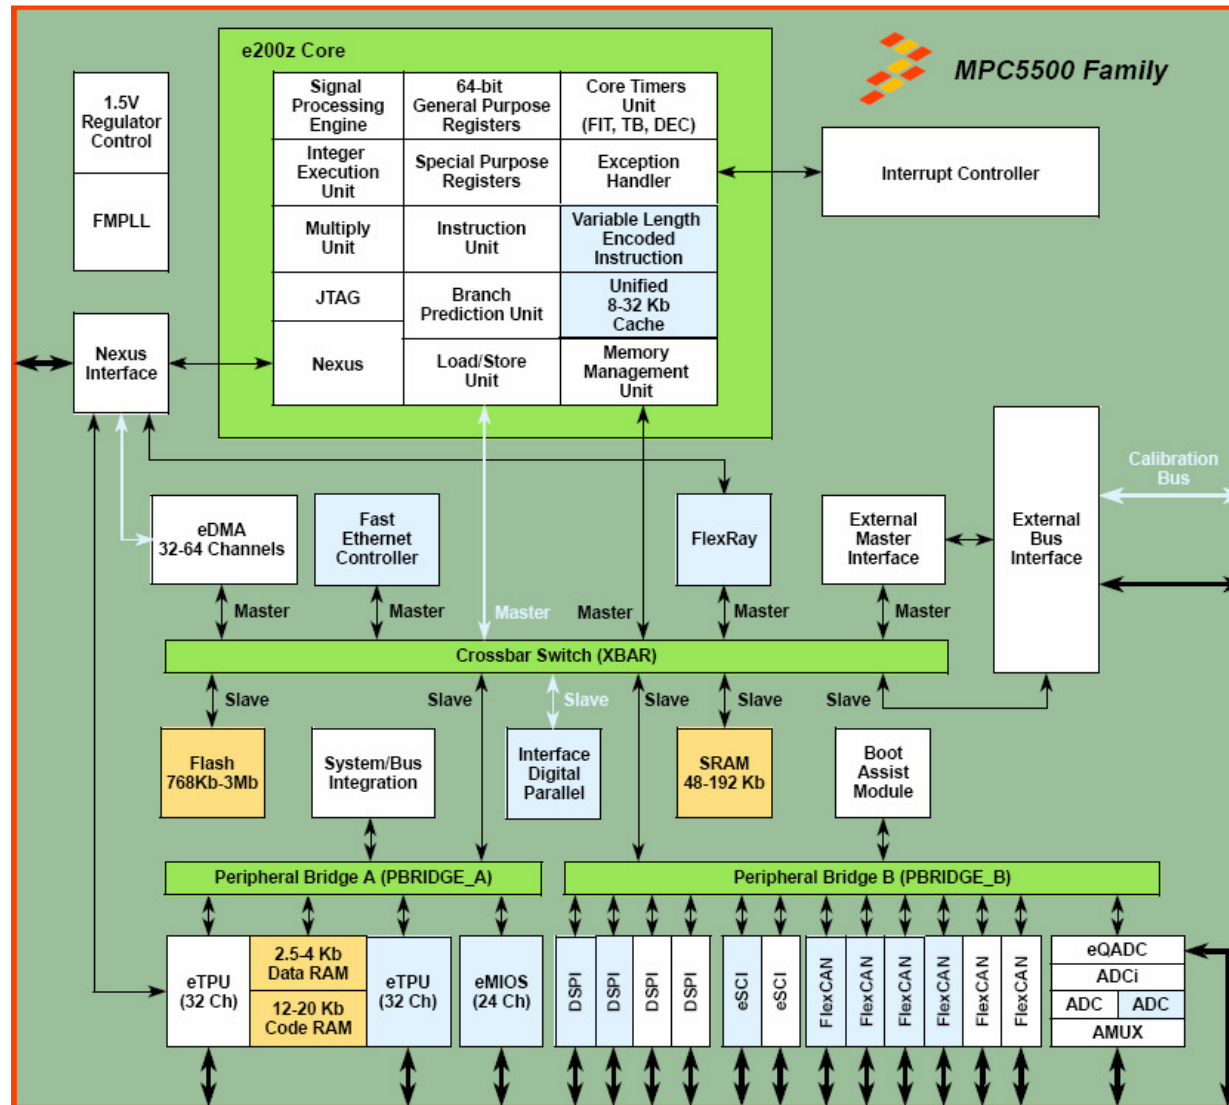 e200z Core
MPC5500 Family
1.5V
Regulator
Control
FMPLL
Signal
Processing
Engine
64-bit
General Purpose
Registers
Core Timers
Unit
(FIT, TB, DEC)
Integer
Execution
Unit
Special Purpose
Registers
Exception
Handler
Interrupt Controller
Multiply
Unit
Instruction
Unit
Variable Length
Encoded
Instruction
JTAG
Branch
Prediction Unit
Unified
8-32 Kb
Cache
Nexus
Interface
Nexus
Load/Store
Unit
Memory
Management
Unit
Calibration
Bus
eDMA
32-64 Channels
Fast
Ethernet
Controller
FlexRay
External
Master
Interface
External
Bus
Interface
Master
Master
Master
Master
Master
Master
Crossbar Switch (XBAR)
Slave
Slave
Slave
Slave
Slave
Flash
768Kb-3Mb
System/Bus
Integration
Interface
Digital
Parallel
SRAM
48-192 Kb
Boot
Assist
Module
Peripheral Bridge A (PBRIDGE_A)
Peripheral Bridge B (PBRIDGE_B)
eTPU
(32 Ch)
2.5-4 Kb
Data RAM
12-20 Kb
Code RAM
eTPU
(32 Ch)
eMIOS
(24 Ch)
DSPI
DSPI
DSPI
DSPI
eSCI
eSCI
FlexCAN
FlexCAN
FlexCAN
FlexCAN
FlexCAN
FlexCAN
eQADC
ADCi
ADC
ADC
AMUX